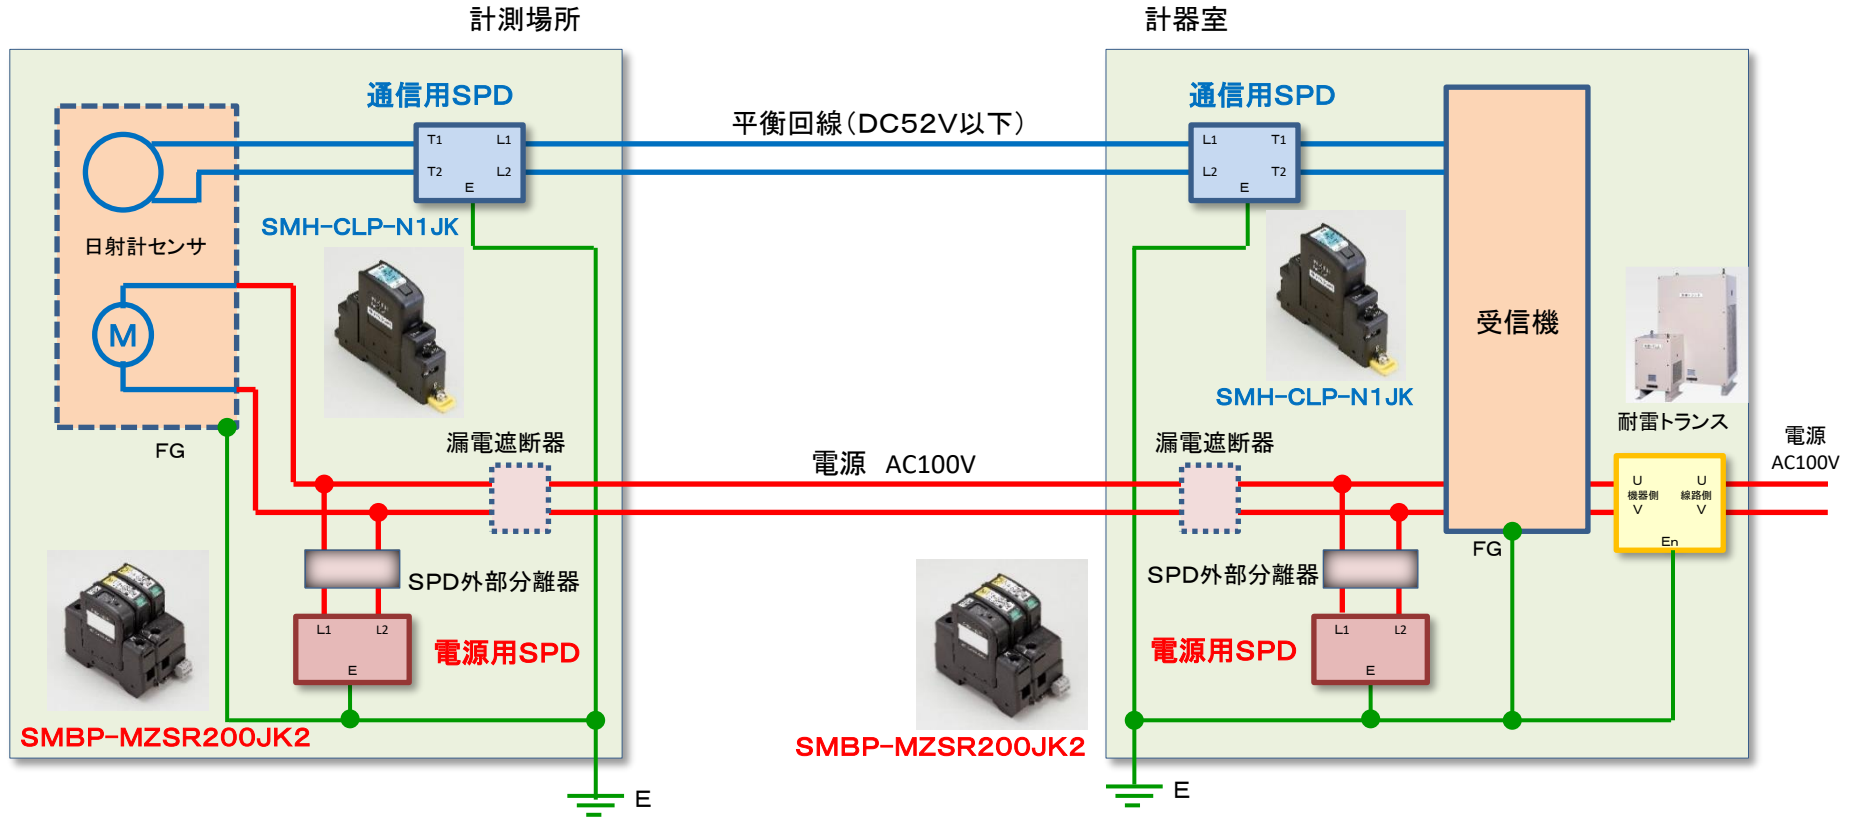 計測場所
計器室
通信用SPD
T1 L1
T2 L2
E
平衡回線(DC52V以下)
通信用SPD
L1 T1
L2 T2
E
SMH-CLP-N1JK
日射計センサ
M
FG
SMH-CLP-N1JK
受信機
耐雷トランス
漏電遮断器
電源 AC100V
漏電遮断器
電源
AC100V
U U
機器側 線路側
V V
En
FG
SPD外部分離器
SPD外部分離器
L1 L2
E
電源用SPD
L1 L2
E
電源用SPD
SMBP-MZSR200JK2
SMBP-MZSR200JK2
E
E